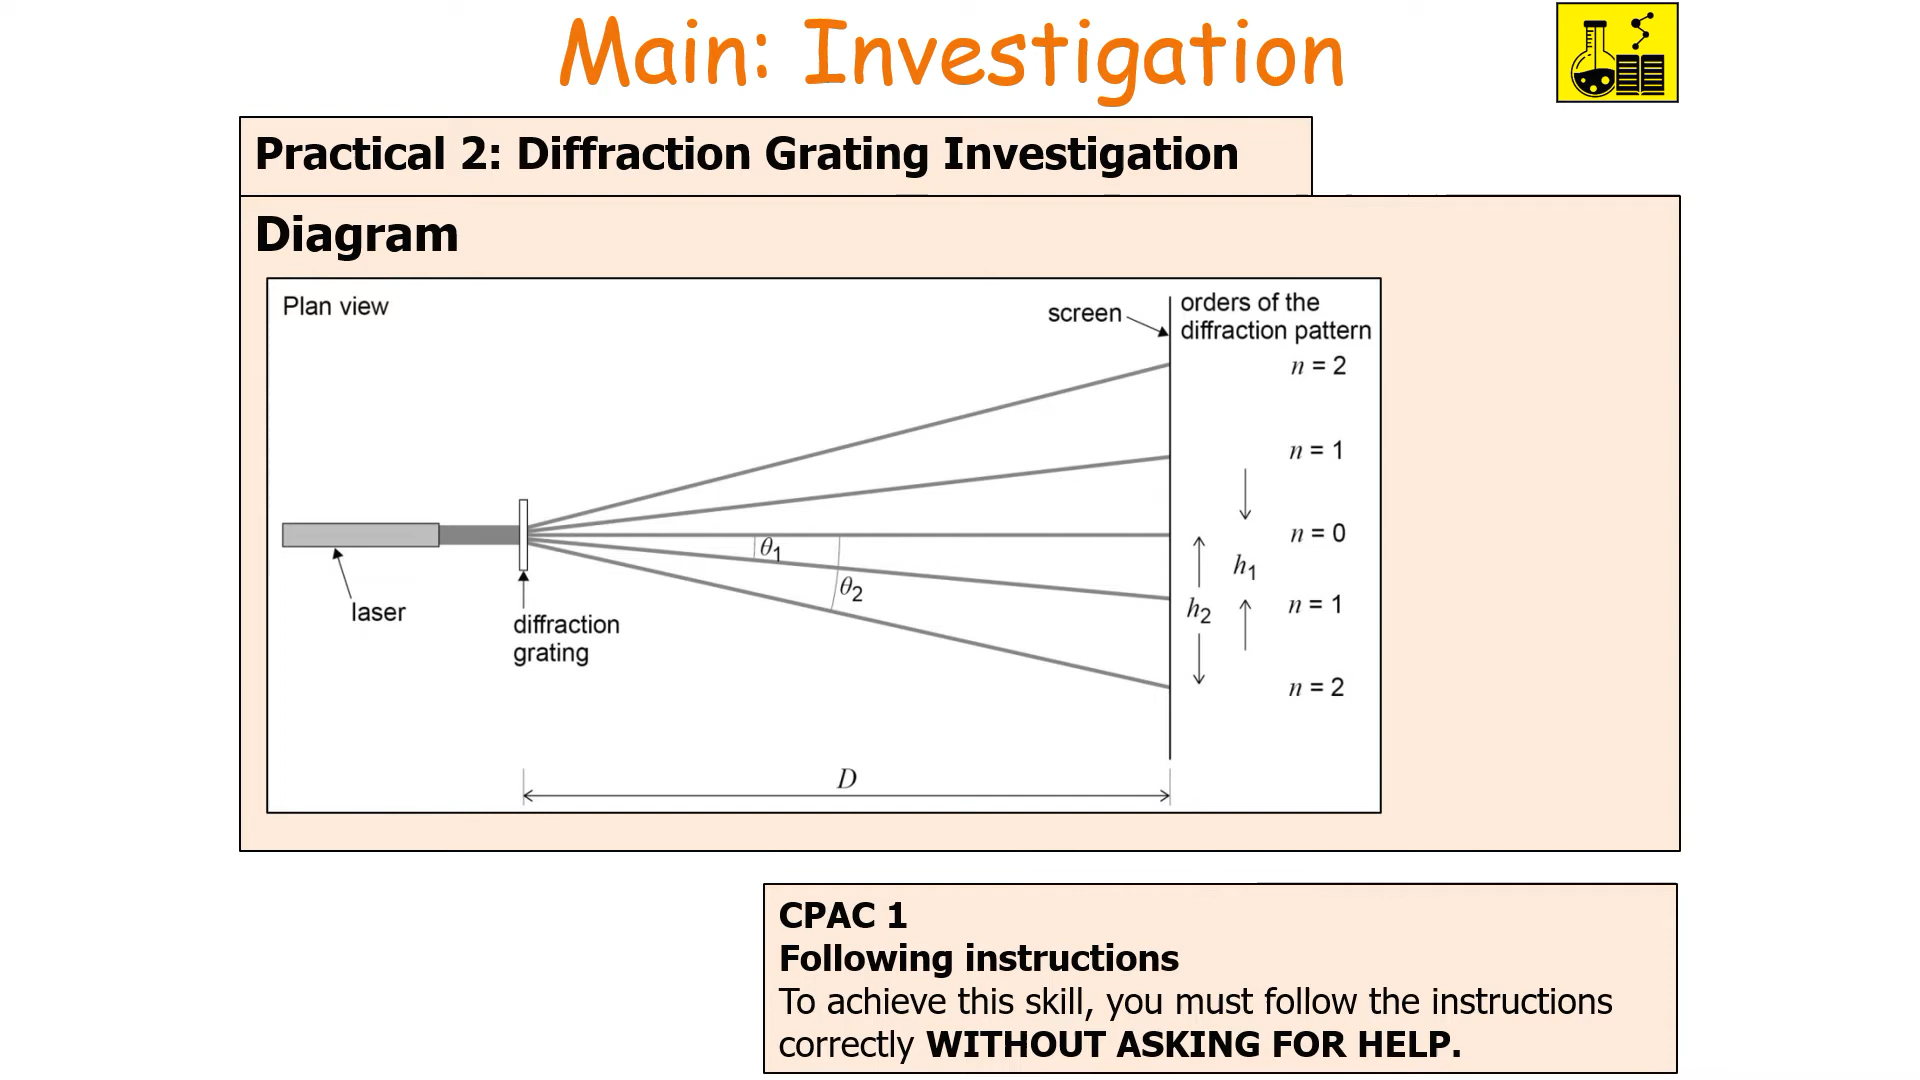 Main: Investigation
Practical 2: Diffraction Grating Investigation
Diagram
Plan view
screen
orders of the
diffraction pattern
n = 2
n = 1
n = 0
θ1
h1
θ2
h2
n = 1
laser
diffraction
grating
n = 2
D
CPAC 1
Following instructions
To achieve this skill, you must follow the instructions
correctly WITHOUT ASKING FOR HELP.